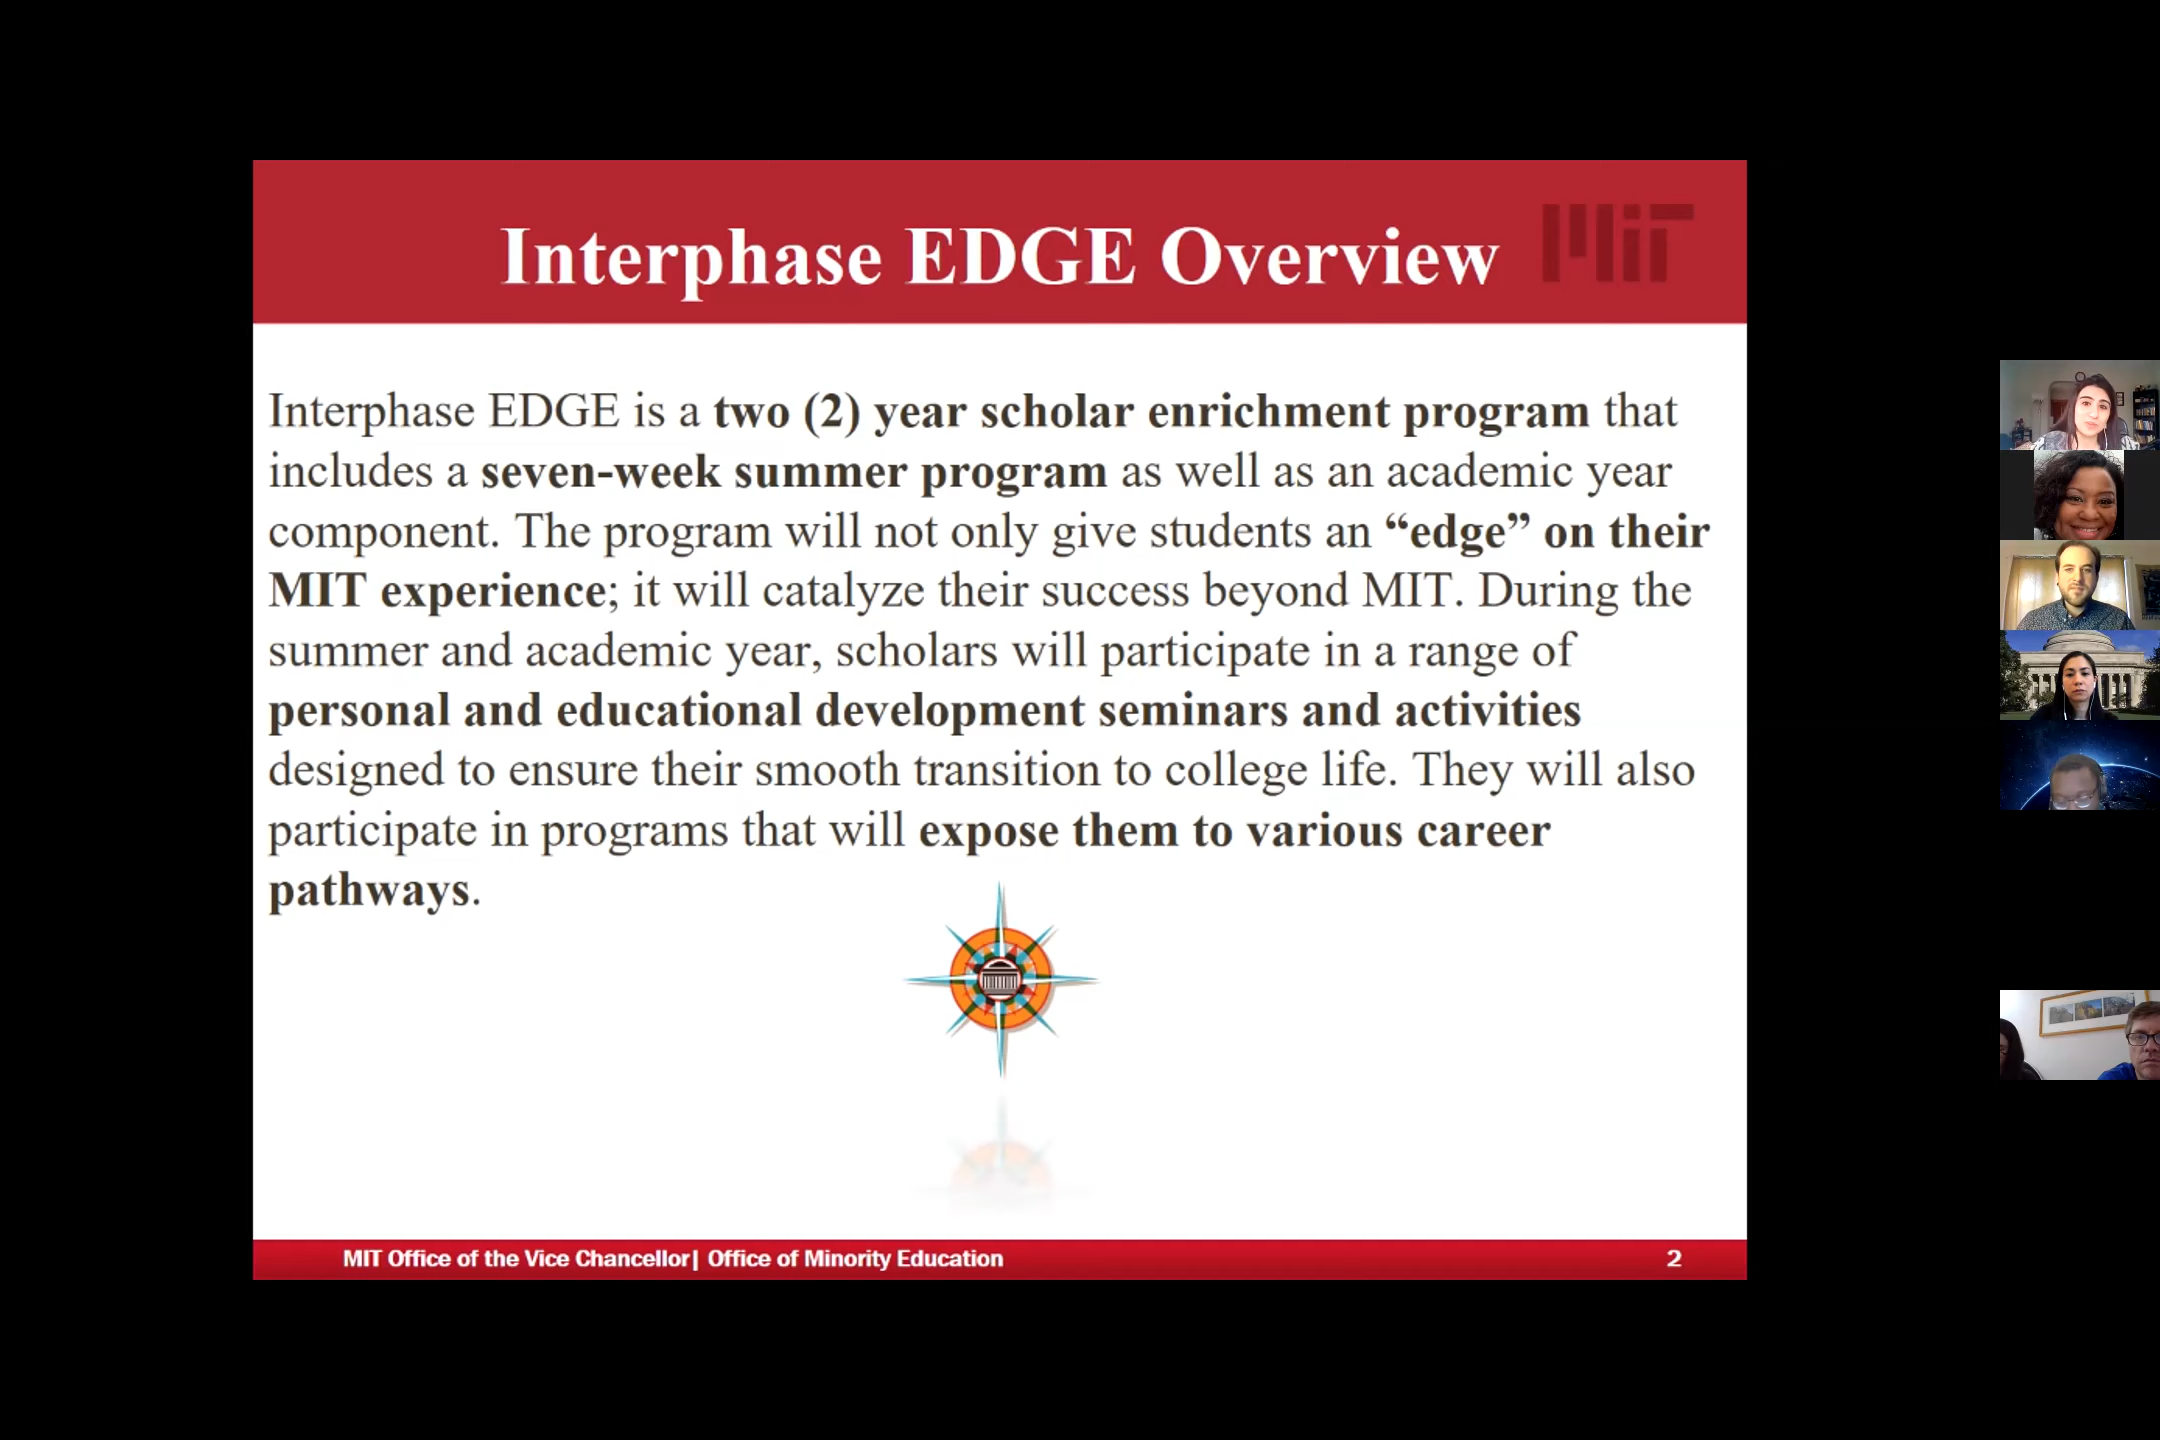 Interphase EDGE Overview
MIT
Interphase EDGE is a two (2) year scholar enrichment program that
includes a seven-week summer program as well as an academic year
component. The program will not only give students an “edge” on their
MIT experience; it will catalyze their success beyond MIT. During the
summer and academic year, scholars will participate in a range of
personal and educational development seminars and activities
designed to ensure their smooth transition to college life. They will also
participate in programs that will expose them to various career
pathways.
MIT Office of the Vice Chancellor| Office of Minority Education
2